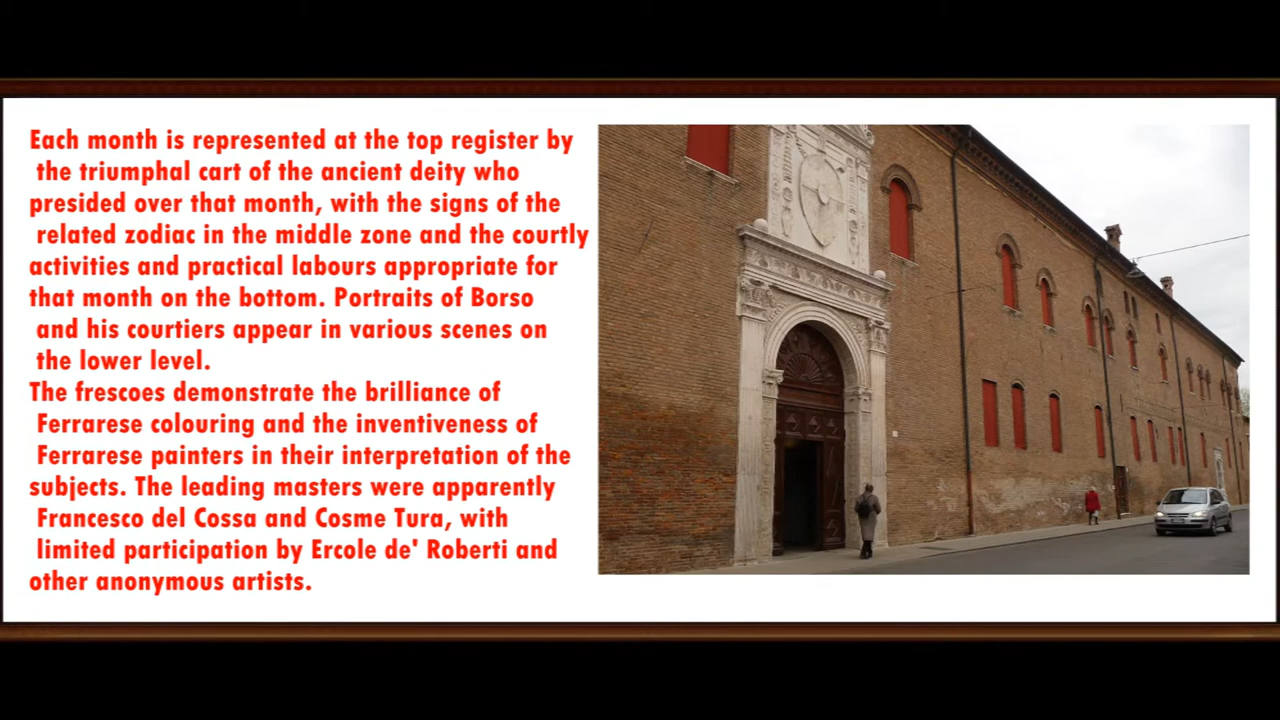 Each month is represented at the top register by
the triumphal cart of the ancient deity who
presided over that month, with the signs of the
related zodiac in the middle zone and the courtly
activities and practical labours appropriate for
that month on the bottom. Portraits of Borso
and his courtiers appear in various scenes on
the lower level.
The frescoes demonstrate the brilliance of
Ferrarese colouring and the inventiveness of
Ferrarese painters in their interpretation of the
subjects. The leading masters were apparently
Francesco del Cossa and Cosme Tura, with
limited participation by Ercole de' Roberti and
other anonymous artists.